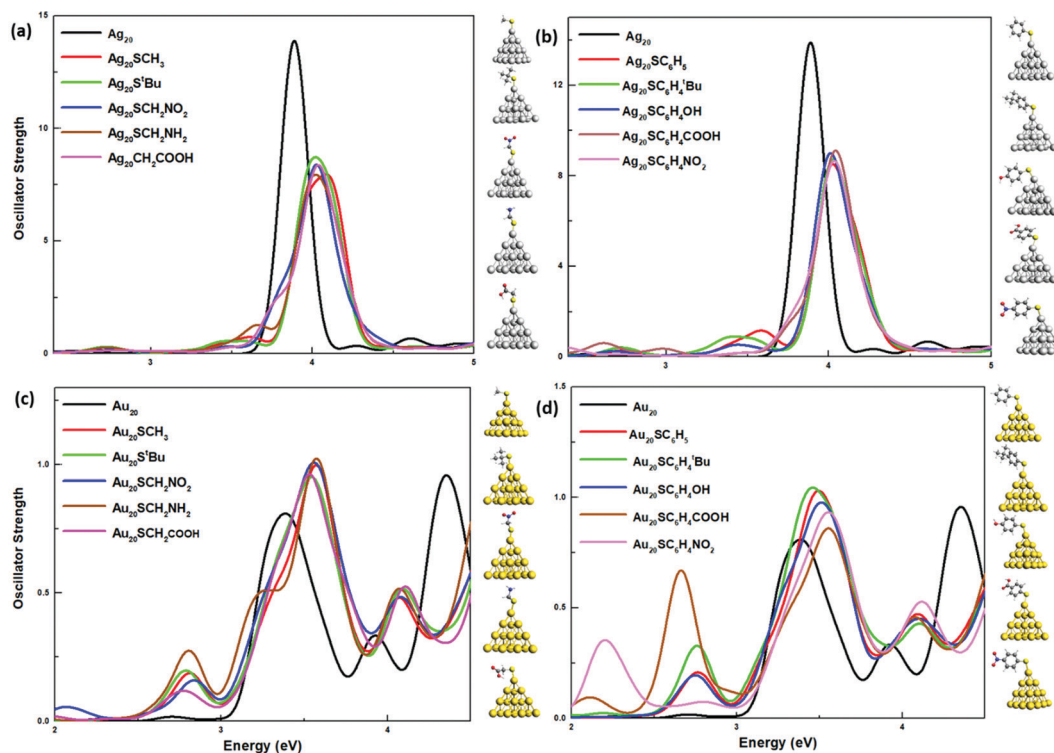 (a)
15
10
5
0
Oscillator Strength
Ag₂₀
Ag₂₀SCH₃
Ag₂₀SᵗBu
Ag₂₀SCH₂NO₂
Ag₂₀SCH₂NH₂
Ag₂₀CH₂COOH
3
4
5
(b)
12
8
4
0
Ag₂₀
Ag₂₀SC₆H₅
Ag₂₀SC₆H₄ᵗBu
Ag₂₀SC₆H₄OH
Ag₂₀SC₆H₄COOH
Ag₂₀SC₆H₄NO₂
3
4
5
(c)
1.0
0.5
0.0
Oscillator Strength
Au₂₀
Au₂₀SCH₃
Au₂₀SᵗBu
Au₂₀SCH₂NO₂
Au₂₀SCH₂NH₂
Au₂₀SCH₂COOH
2
3
4
Energy (eV)
(d)
1.5
1.0
0.5
0.0
Au₂₀
Au₂₀SC₆H₅
Au₂₀SC₆H₄ᵗBu
Au₂₀SC₆H₄OH
Au₂₀SC₆H₄COOH
Au₂₀SC₆H₄NO₂
2
3
4
Energy (eV)